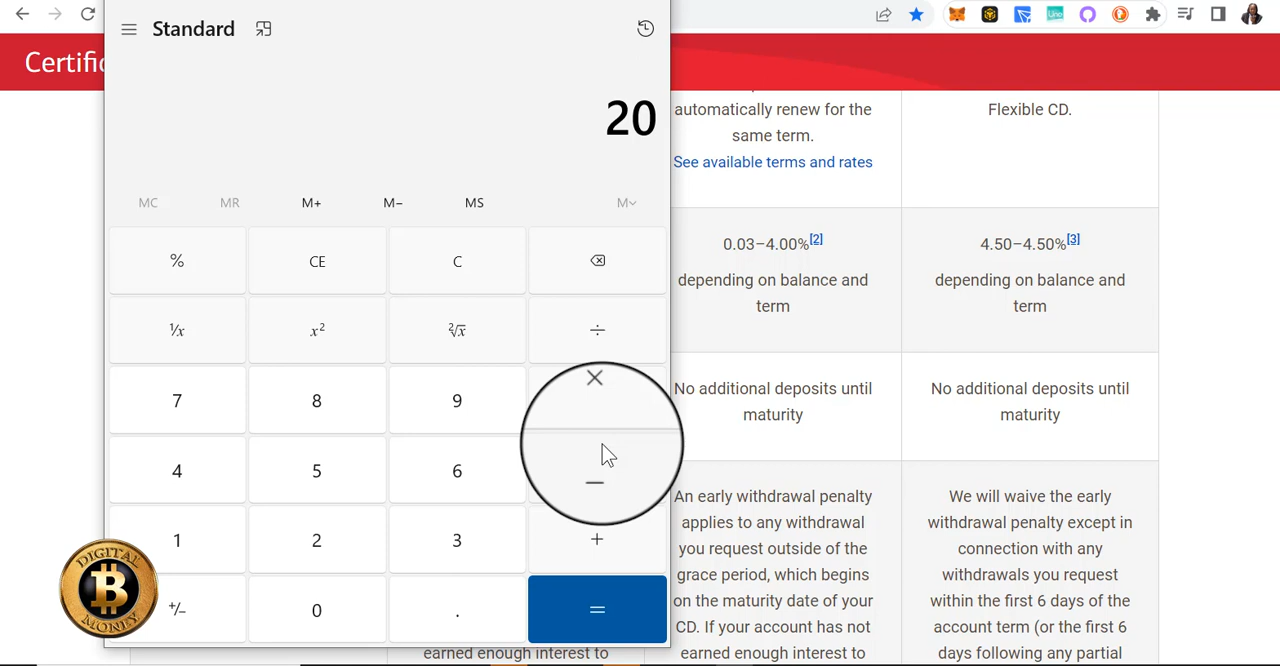 Certific
Standard
20
MC MR M+ M− MS M
% CE C
⅟x x² ²√x ÷
7 8 9 ×
4 5 6 −
1 2 3 +
+/− 0 . =
DIGITAL
B
MONEY
Une
automatically renew for the
same term.
See available terms and rates
Flexible CD.
0.03–4.00%[2]
depending on balance and
term
4.50–4.50%[3]
depending on balance and
term
No additional deposits until
maturity
No additional deposits until
maturity
An early withdrawal penalty
applies to any withdrawal
you request outside of the
grace period, which begins
on the maturity date of your
CD. If your account has not
earned enough interest to
We will waive the early
withdrawal penalty except in
connection with any
withdrawals you request
within the first 6 days of the
account term (or the first 6
days following any partial
earned enough interest to